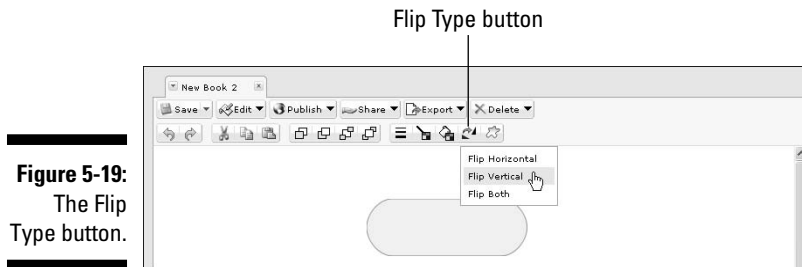 Flip Type button
New Book 2
Save Edit Publish Share Export Delete
Flip Horizontal
Flip Vertical
Flip Both
Figure 5-19:
The Flip
Type button.